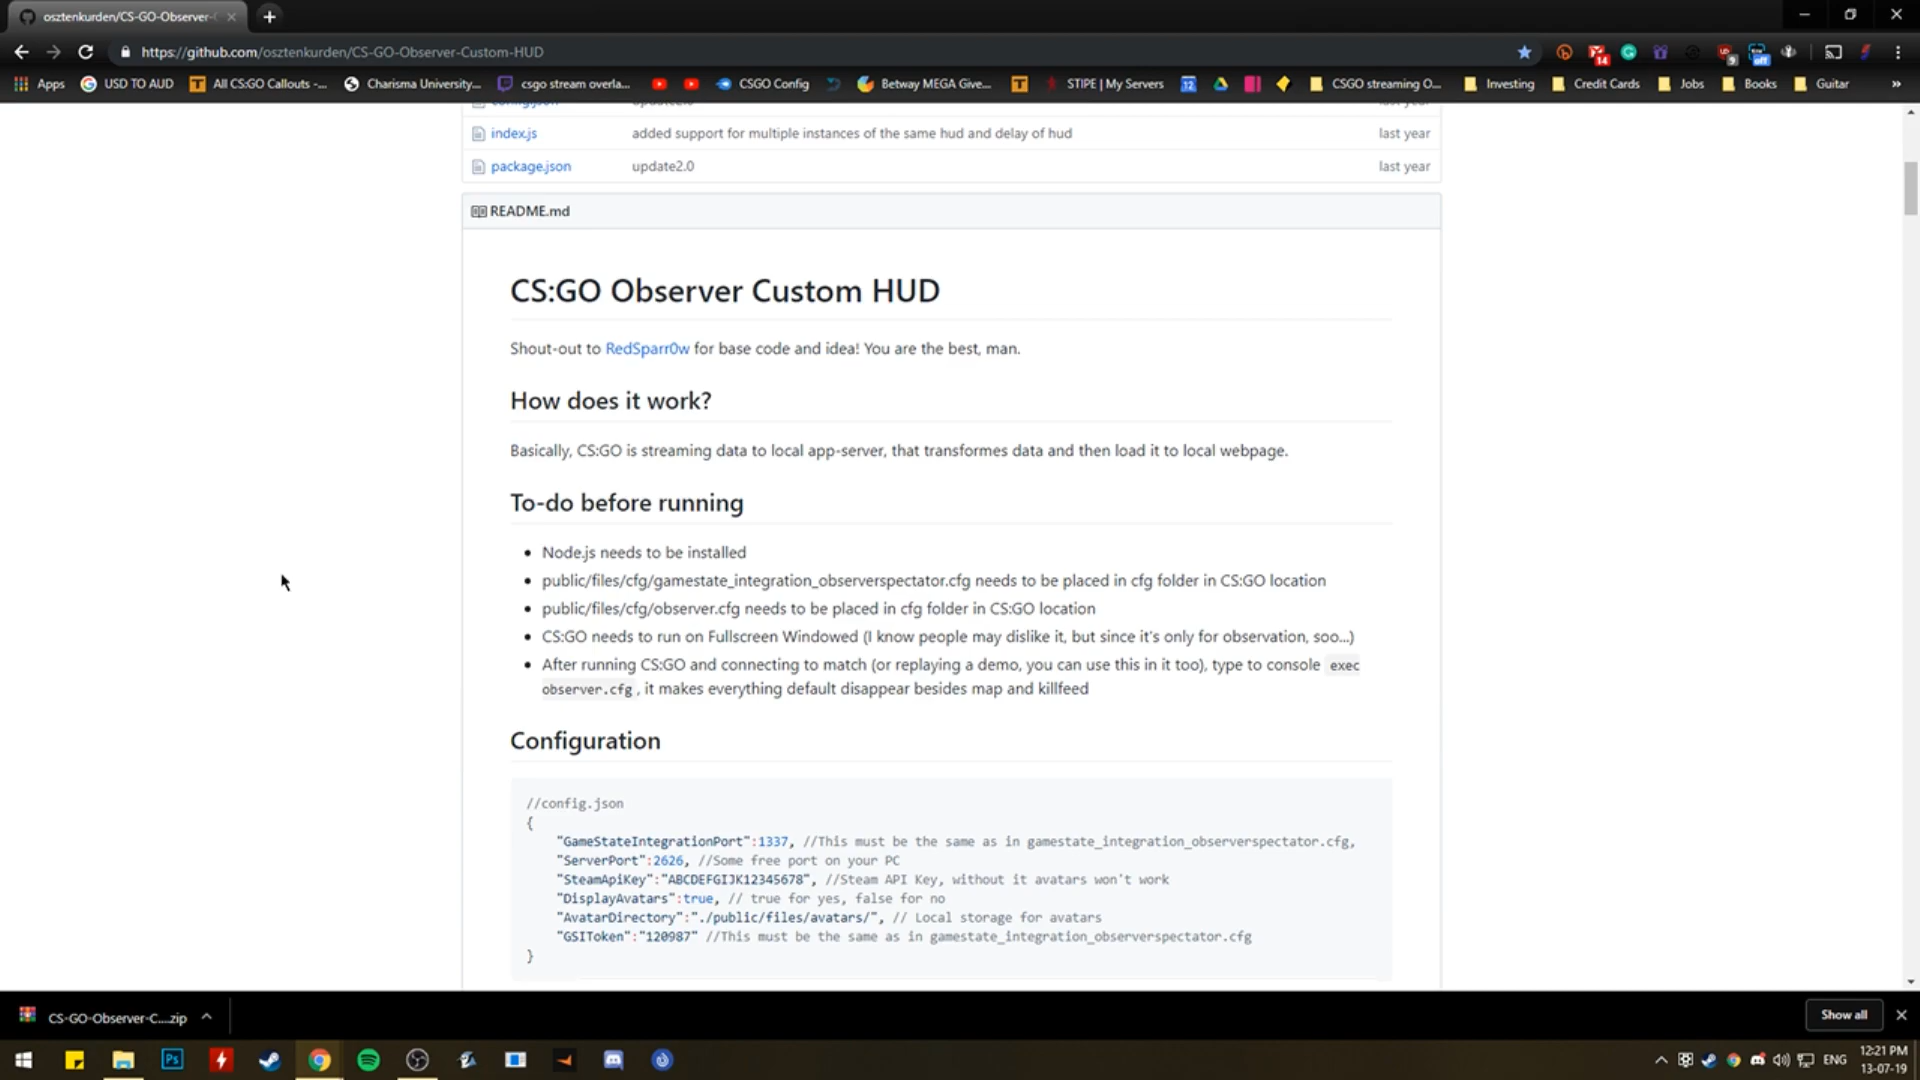 osztenkurden/CS-GO-Observer-
https://github.com/osztenkurden/CS-GO-Observer-Custom-HUD
Apps
USD TO AUD
All CS:GO Callouts -...
Charisma University...
csgo stream overla...
CSGO Config
Betway MEGA Give...
STIPE | My Servers
CSGO streaming O...
Investing
Credit Cards
Jobs
Books
Guitar
»
config.json update2.0 last year
index.js added support for multiple instances of the same hud and delay of hud last year
package.json update2.0 last year
README.md
CS:GO Observer Custom HUD
Shout-out to RedSparr0w for base code and idea! You are the best, man.
How does it work?
Basically, CS:GO is streaming data to local app-server, that transformes data and then load it to local webpage.
To-do before running
• Node.js needs to be installed
• public/files/cfg/gamestate_integration_observerspectator.cfg needs to be placed in cfg folder in CS:GO location
• public/files/cfg/observer.cfg needs to be placed in cfg folder in CS:GO location
• CS:GO needs to run on Fullscreen Windowed (I know people may dislike it, but since it's only for observation, soo...)
• After running CS:GO and connecting to match (or replaying a demo, you can use this in it too), type to console exec
observer.cfg , it makes everything default disappear besides map and killfeed
Configuration
//config.json
{
"GameStateIntegrationPort":1337, //This must be the same as in gamestate_integration_observerspectator.cfg,
"ServerPort":2626, //Some free port on your PC
"SteamApiKey":"ABCDEFGIJK12345678", //Steam API Key, without it avatars won't work
"DisplayAvatars":true, // true for yes, false for no
"AvatarDirectory":"./public/files/avatars/", // Local storage for avatars
"GSIToken":"120987" //This must be the same as in gamestate_integration_observerspectator.cfg
}
CS-GO-Observer-C....zip
Show all
ENG
12:21 PM
13-07-19